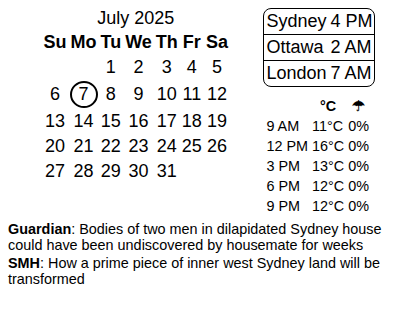 July 2025
Su Mo Tu We Th Fr Sa
1 2 3 4 5
6 7 8 9 10 11 12
13 14 15 16 17 18 19
20 21 22 23 24 25 26
27 28 29 30 31
Sydney 4 PM
Ottawa 2 AM
London 7 AM
°C ☂
9 AM 11°C 0%
12 PM 16°C 0%
3 PM 13°C 0%
6 PM 12°C 0%
9 PM 12°C 0%
Guardian: Bodies of two men in dilapidated Sydney house
could have been undiscovered by housemate for weeks
SMH: How a prime piece of inner west Sydney land will be
transformed